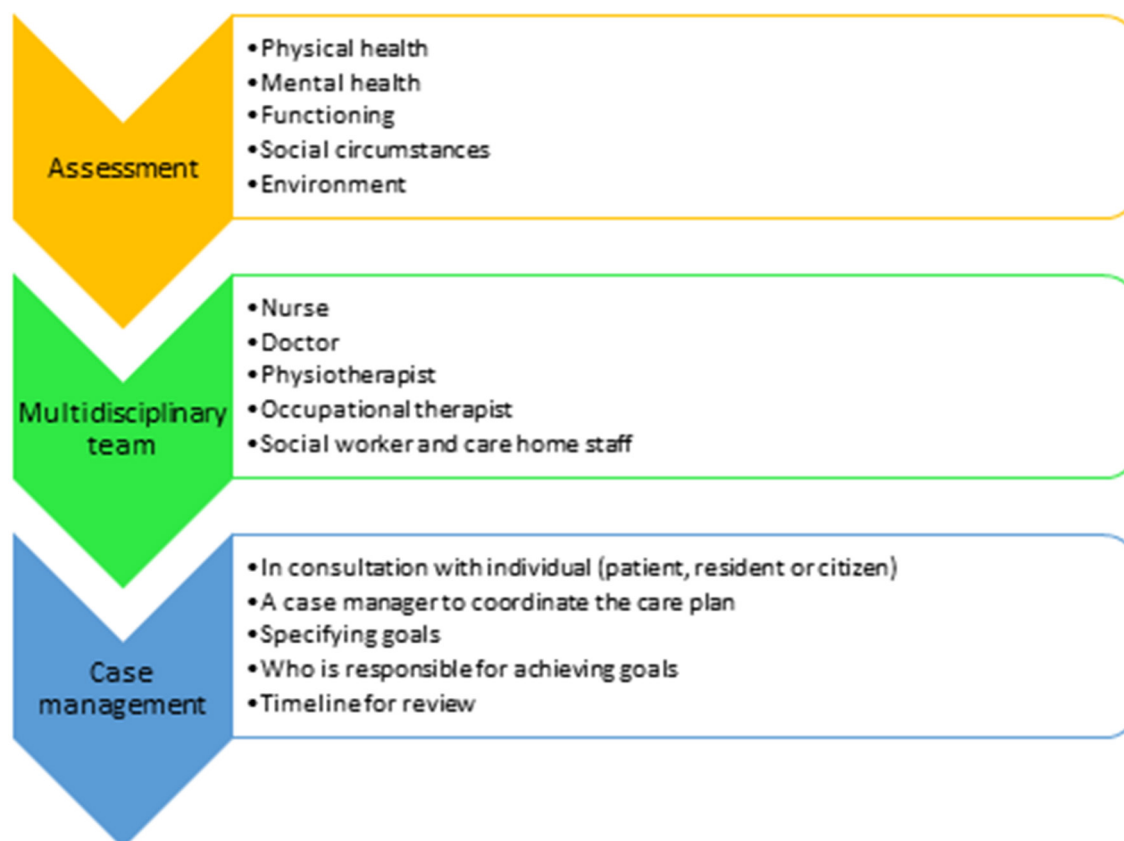 Assessment
•Physical health
•Mental health
•Functioning
•Social circumstances
•Environment
Multidisciplinary
team
•Nurse
•Doctor
•Physiotherapist
•Occupational therapist
•Social worker and care home staff
Case
management
•In consultation with individual (patient, resident or citizen)
•A case manager to coordinate the care plan
•Specifying goals
•Who is responsible for achieving goals
•Timeline for review